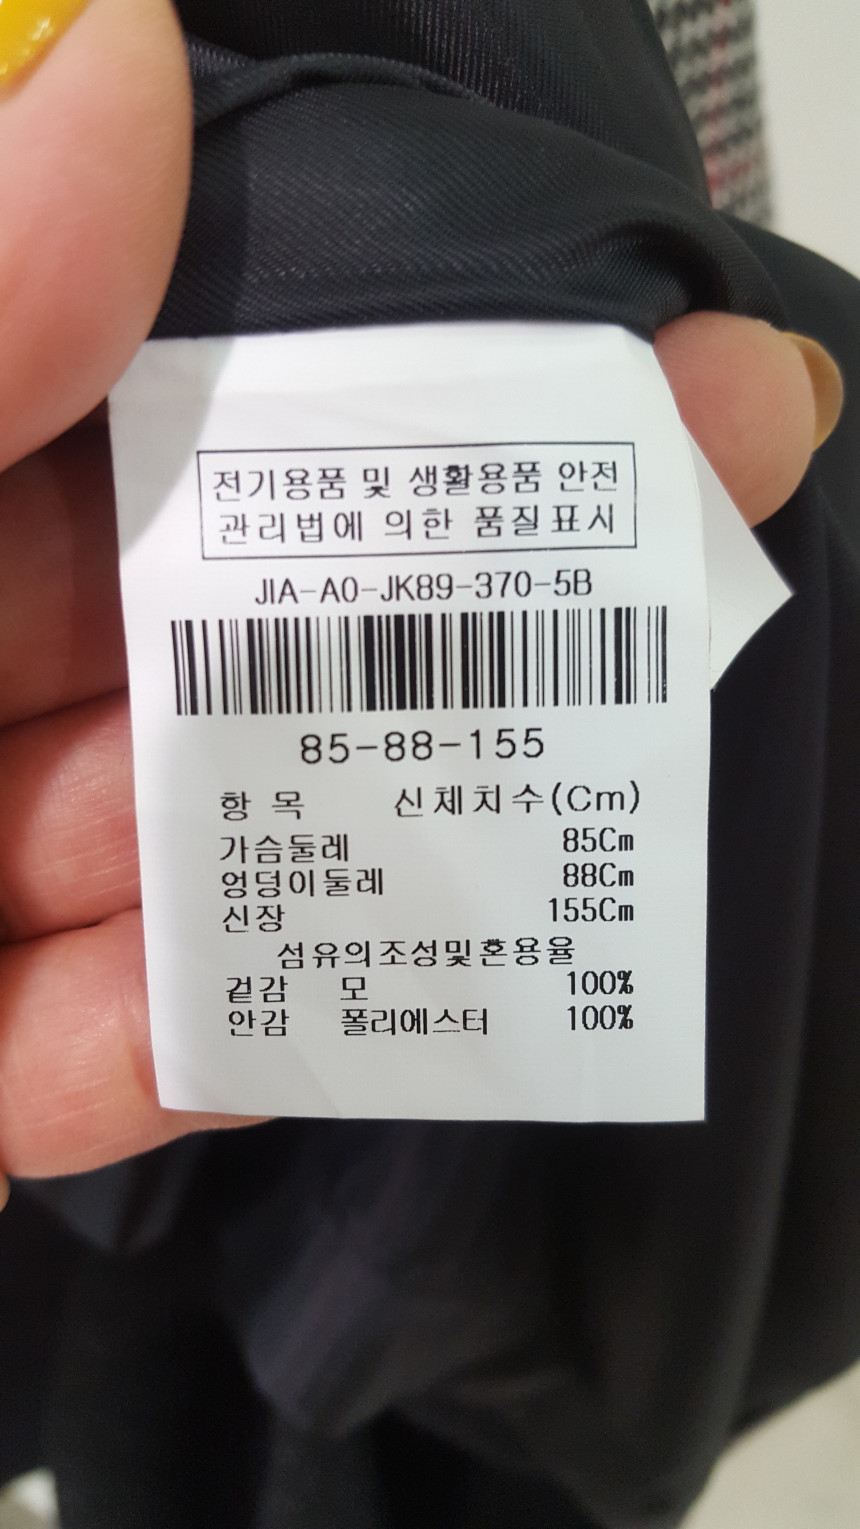 전기용품 및 생활용품 안전
관리법에 의한 품질표시
JIA-A0-JK89-370-5B
85-88-155
항 목 신체치수(Cm)
가슴둘레 85Cm
엉덩이둘레 88Cm
신장 155Cm
섬유의조성및혼용율
겉감 모 100%
안감 폴리에스터 100%